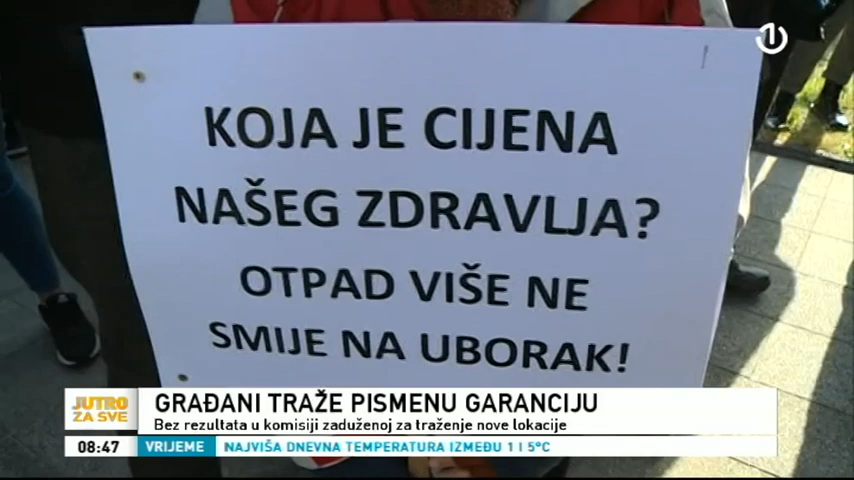 KOJA JE CIJENA
NAŠEG ZDRAVLJA?
OTPAD VIŠE NE
SMIJE NA UBORAK!
JUTRO
ZA SVE
GRAĐANI TRAŽE PISMENU GARANCIJU
Bez rezultata u komisiji zaduženoj za traženje nove lokacije
08:47 VRIJEME NAJVIŠA DNEVNA TEMPERATURA IZMEĐU 1 I 5°C